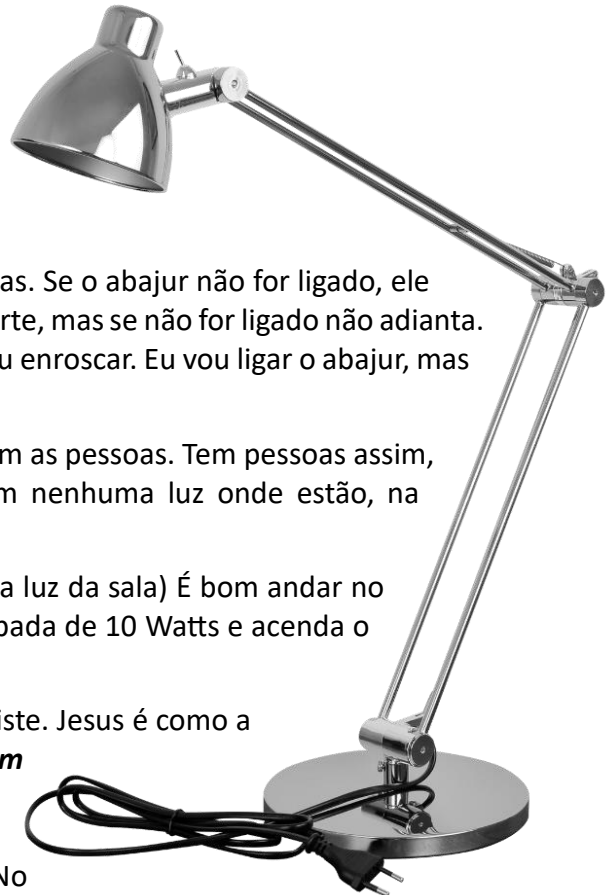 as. Se o abajur não for ligado, ele
rte, mas se não for ligado não adianta.
u enroscar. Eu vou ligar o abajur, mas
m as pessoas. Tem pessoas assim,
m nenhuma luz onde estão, na
a luz da sala) É bom andar no
pada de 10 Watts e acenda o
iste. Jesus é como a
m
No